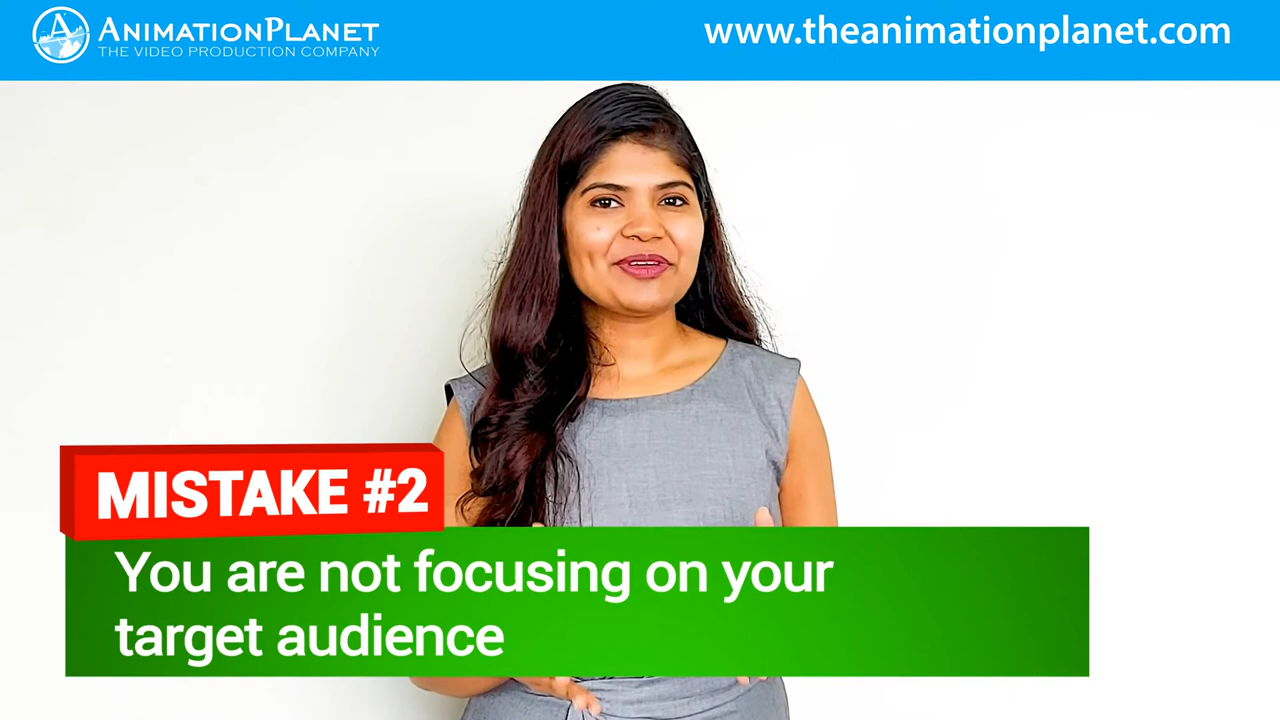 ANIMATIONPLANET
THE VIDEO PRODUCTION COMPANY
www.theanimationplanet.com
MISTAKE #2
You are not focusing on your
target audience